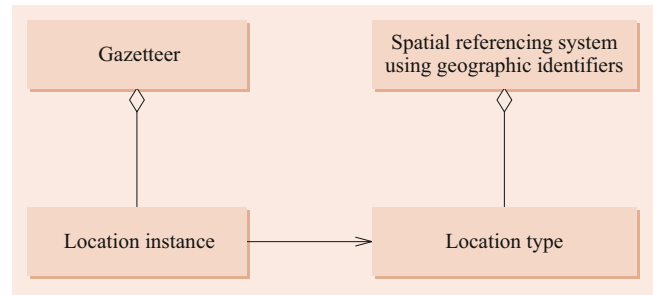 Gazetteer
Spatial referencing system
using geographic identifiers
Location instance
Location type